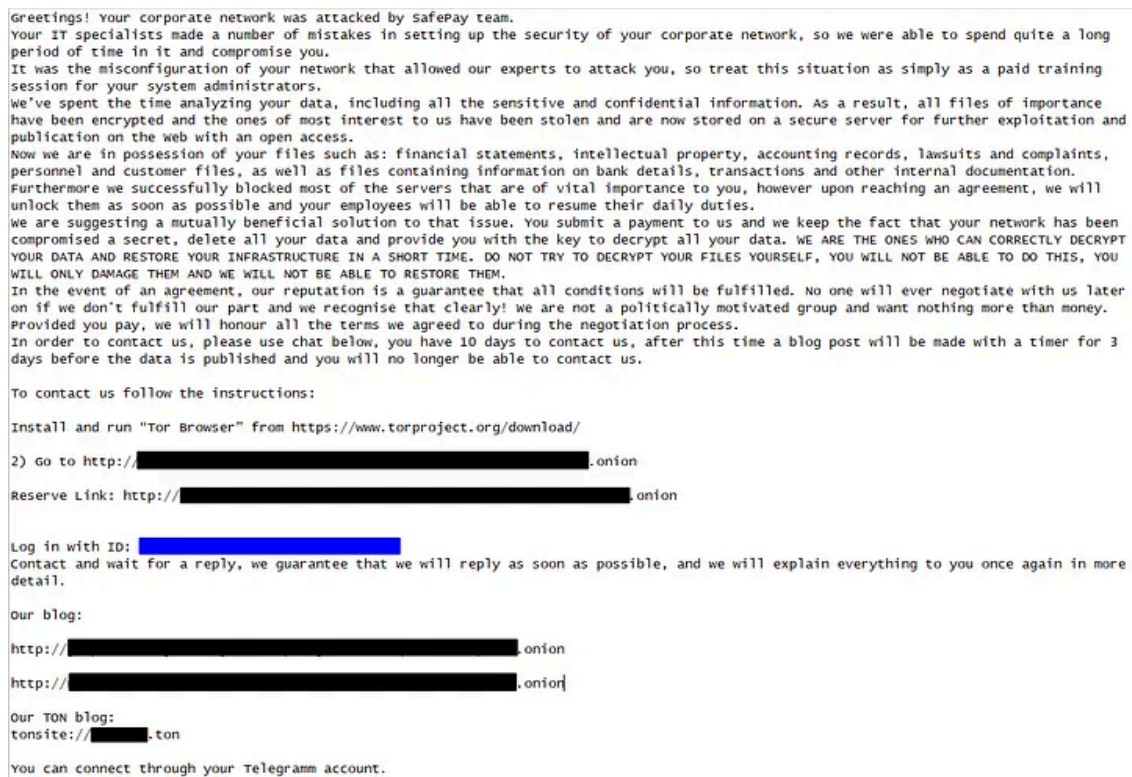 Greetings! Your corporate network was attacked by SafePay team.
Your IT specialists made a number of mistakes in setting up the security of your corporate network, so we were able to spend quite a long
period of time in it and compromise you.
It was the misconfiguration of your network that allowed our experts to attack you, so treat this situation as simply as a paid training
session for your system administrators.
We've spent the time analyzing your data, including all the sensitive and confidential information. As a result, all files of importance
have been encrypted and the ones of most interest to us have been stolen and are now stored on a secure server for further exploitation and
publication on the Web with an open access.
Now we are in possession of your files such as: financial statements, intellectual property, accounting records, lawsuits and complaints,
personnel and customer files, as well as files containing information on bank details, transactions and other internal documentation.
Furthermore we successfully blocked most of the servers that are of vital importance to you, however upon reaching an agreement, we will
unlock them as soon as possible and your employees will be able to resume their daily duties.
We are suggesting a mutually beneficial solution to that issue. You submit a payment to us and we keep the fact that your network has been
compromised a secret, delete all your data and provide you with the key to decrypt all your data. WE ARE THE ONES WHO CAN CORRECTLY DECRYPT
YOUR DATA AND RESTORE YOUR INFRASTRUCTURE IN A SHORT TIME. DO NOT TRY TO DECRYPT YOUR FILES YOURSELF, YOU WILL NOT BE ABLE TO DO THIS, YOU
WILL ONLY DAMAGE THEM AND WE WILL NOT BE ABLE TO RESTORE THEM.
In the event of an agreement, our reputation is a guarantee that all conditions will be fulfilled. No one will ever negotiate with us later
on if we don't fulfill our part and we recognise that clearly! We are not a politically motivated group and want nothing more than money.
Provided you pay, we will honour all the terms we agreed to during the negotiation process.
In order to contact us, please use chat below, you have 10 days to contact us, after this time a blog post will be made with a timer for 3
days before the data is published and you will no longer be able to contact us.
To contact us follow the instructions:
Install and run "Tor Browser" from https://www.torproject.org/download/
2) Go to http:// .onion
Reserve Link: http:// .onion
Log in with ID:
Contact and wait for a reply, we guarantee that we will reply as soon as possible, and we will explain everything to you once again in more
detail.
Our blog:
http:// .onion
http:// .onion
Our TON blog:
tonsite:// .ton
You can connect through your Telegramm account.